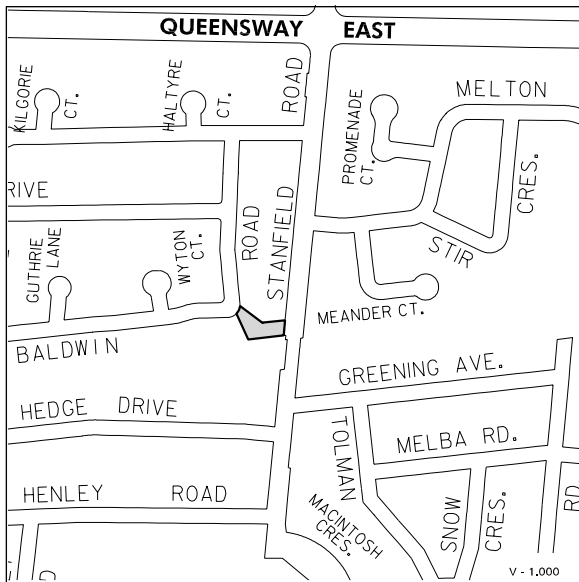 QUEENSWAY EAST
KILGORIE
CT.
HALTYRE
CT.
ROAD
STANFIELD
PROMENADE
CT.
MELTON
CRES.
STIR
RIVE
ROAD
GUTHRIE
LANE
WYTON
CT.
MEANDER CT.
BALDWIN
GREENING AVE.
HEDGE DRIVE
TOLMAN
MELBA RD.
HENLEY ROAD
MACINTOSH
CRES.
SNOW
CRES.
RD.
D
V - 1.000